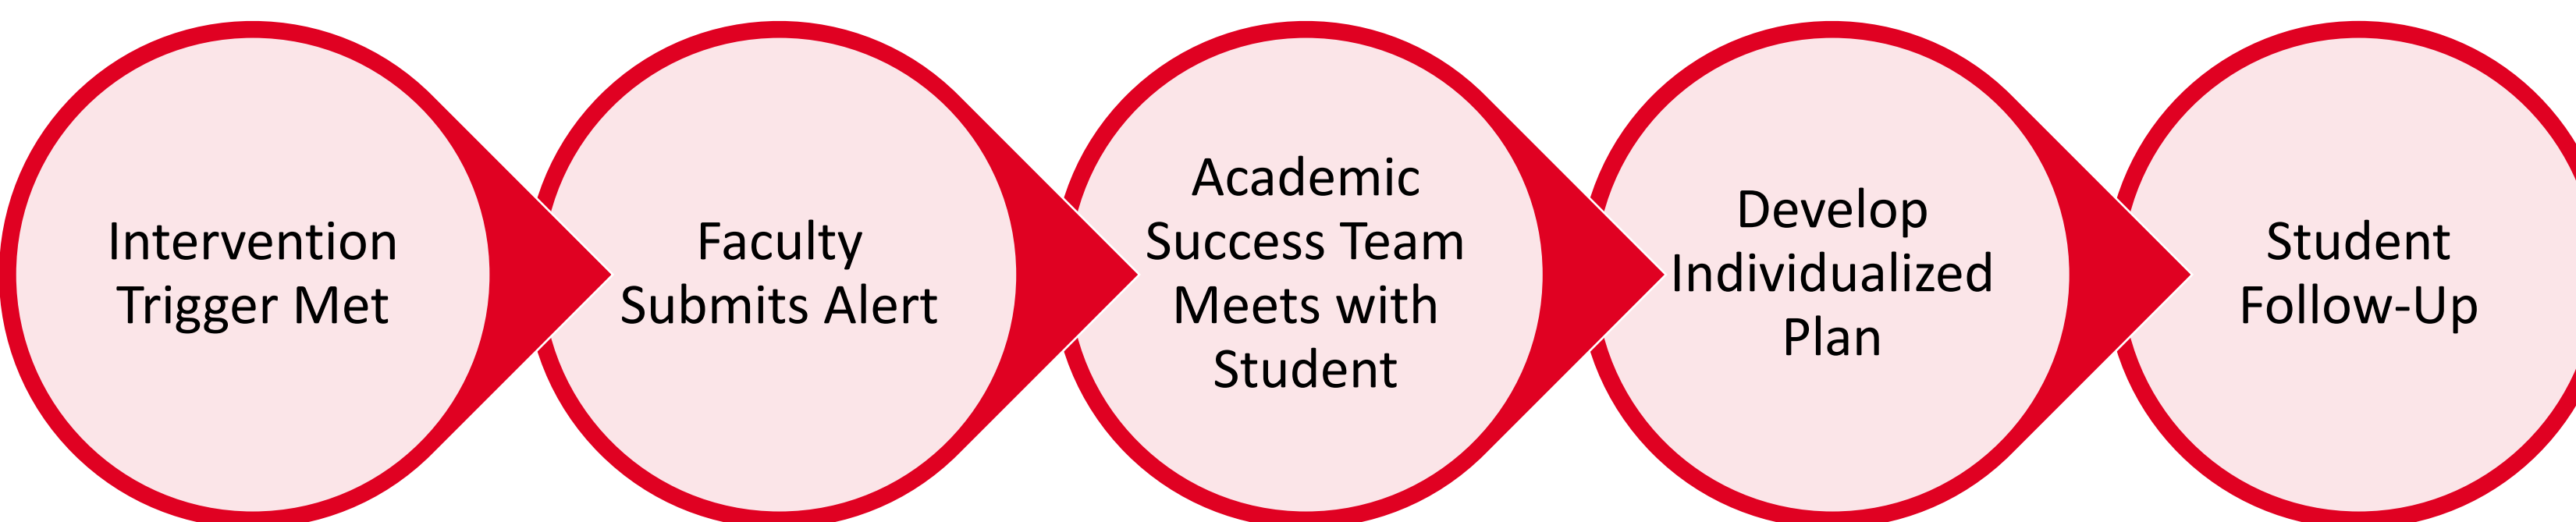 Intervention
Trigger Met
Faculty
Submits Alert
Academic
Success Team
Meets with
Student
Develop
Individualized
Plan
Student
Follow-Up